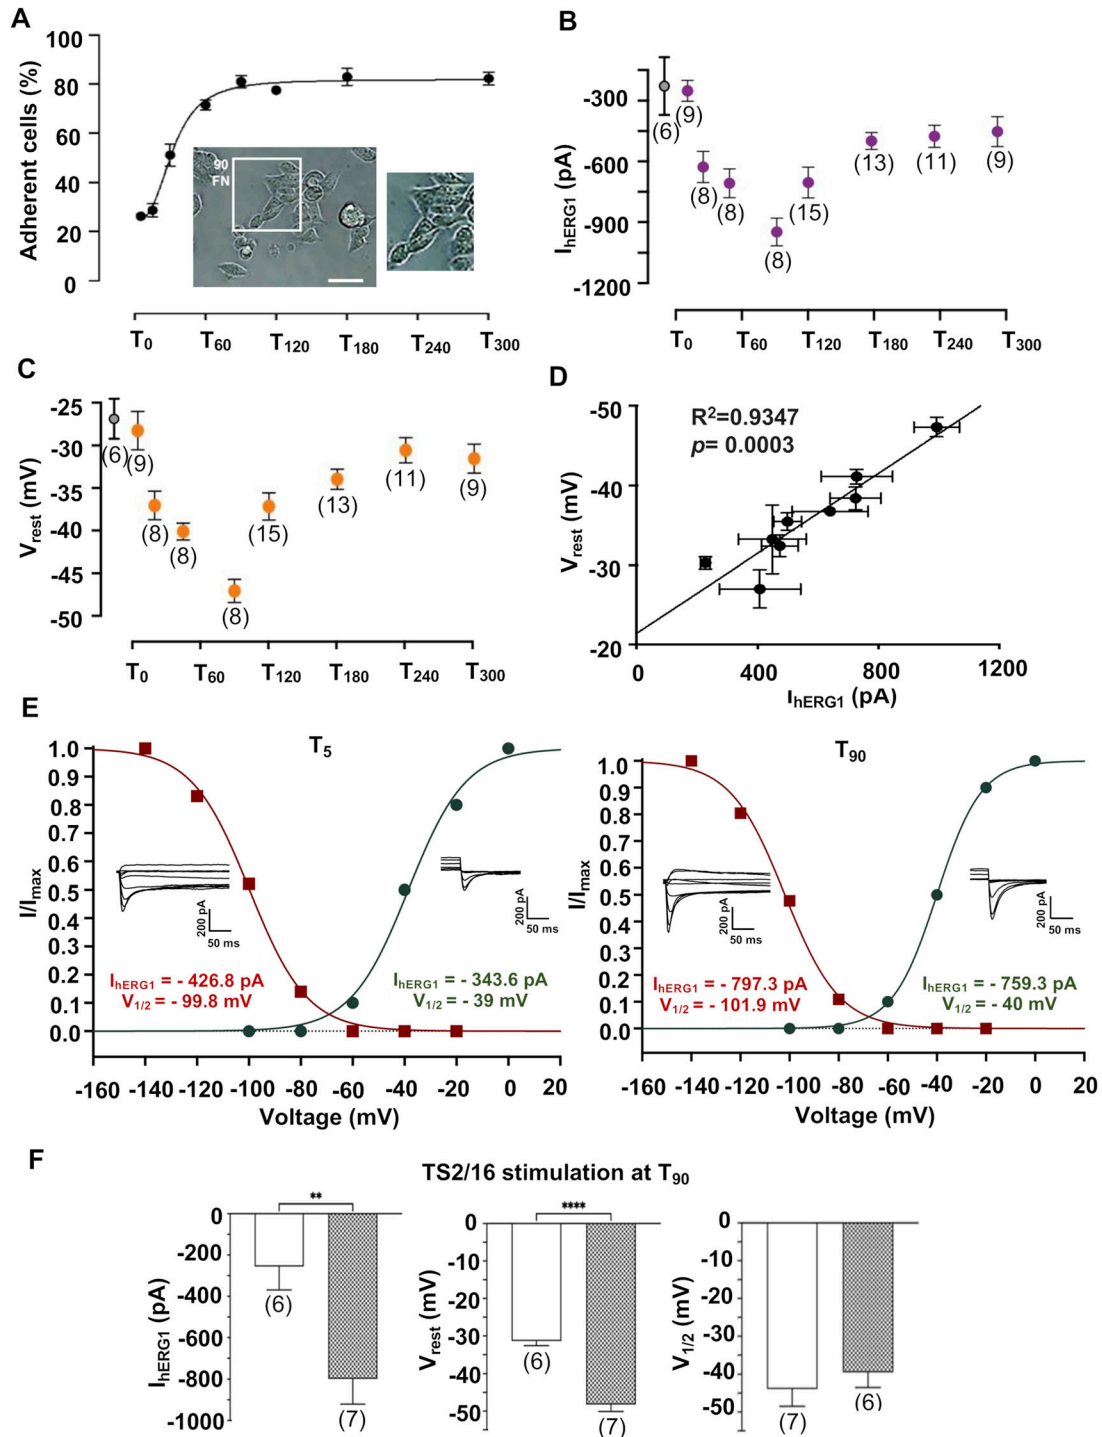 A
100
80
60
40
20
0
Adherent cells (%)
90
FN
T0 T60 T120 T180 T240 T300
B
-300
-600
-900
-1200
IhERG1 (pA)
(6) (9) (8) (8) (8) (15) (13) (11) (9)
T0 T60 T120 T180 T240 T300
C
-25
-30
-35
-40
-45
-50
Vrest (mV)
(6) (9) (8) (8) (8) (15) (13) (11) (9)
T0 T60 T120 T180 T240 T300
D
R2=0.9347
p= 0.0003
-50
-40
-30
-20
Vrest (mV)
0 400 800 1200
IhERG1 (pA)
E
T5
1.0
0.9
0.8
0.7
0.6
0.5
0.4
0.3
0.2
0.1
0.0
I/Imax
200 pA
50 ms
200 pA
50 ms
IhERG1 = - 426.8 pA
V1/2 = - 99.8 mV
IhERG1 = - 343.6 pA
V1/2 = - 39 mV
-160 -140 -120 -100 -80 -60 -40 -20 0 20
Voltage (mV)
T90
1.0
0.9
0.8
0.7
0.6
0.5
0.4
0.3
0.2
0.1
0.0
I/Imax
200 pA
50 ms
200 pA
50 ms
IhERG1 = - 797.3 pA
V1/2 = - 101.9 mV
IhERG1 = - 759.3 pA
V1/2 = - 40 mV
-160 -140 -120 -100 -80 -60 -40 -20 0 20
Voltage (mV)
F
TS2/16 stimulation at T90
**
0
-200
-400
-600
-800
-1000
IhERG1 (pA)
(6) (7)
****
0
-10
-20
-30
-40
-50
Vrest (mV)
(6) (7)
0
-10
-20
-30
-40
-50
V1/2 (mV)
(7) (6)